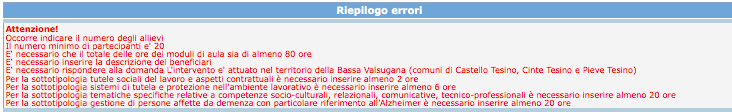 Riepilogo errori
Attenzione!
Occorre indicare il numero degli allievi
Il numero minimo di partecipanti e' 20
E' necessario che il totale delle ore dei moduli di aula sia di almeno 80 ore
E' necessario inserire la descrizione dei beneficiari
E' necessario rispondere alla domanda L'intervento e' attuato nel territorio della Bassa Valsugana (comuni di Castello Tesino, Cinte Tesino e Pieve Tesino)
Per la sottotipologia tutele sociali del lavoro e aspetti contrattuali è necessario inserire almeno 2 ore
Per la sottotipologia sistemi di tutela e protezione nell'ambiente lavorativo è necessario inserire almeno 6 ore
Per la sottotipologia tematiche specifiche relative a competenze socio-culturali, relazionali, comunicative, tecnico-professionali è necessario inserire almeno 20 ore
Per la sottotipologia gestione di persone affette da demenza con particolare riferimento all'Alzheimer è necessario inserire almeno 20 ore